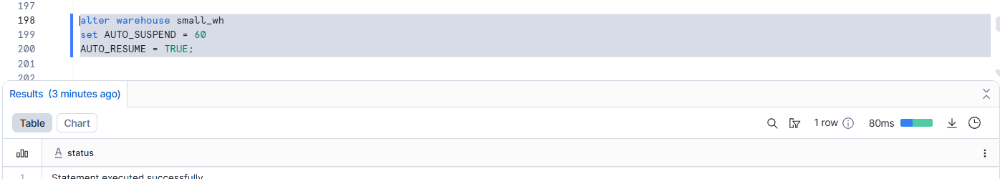 197
198 alter warehouse small_wh
199 set AUTO_SUSPEND = 60
200 AUTO_RESUME = TRUE;
201
202
Results (3 minutes ago)
Table Chart 1 row 80ms
A status
1 Statement executed successfully.